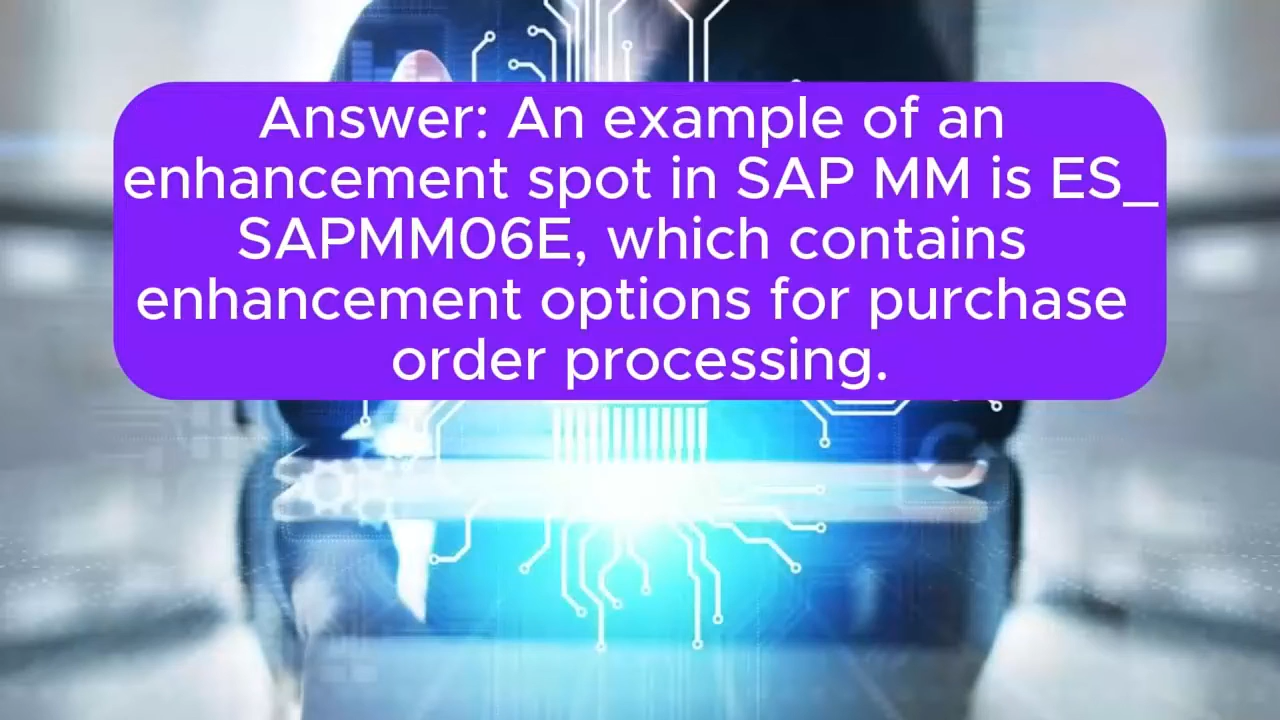 Answer: An example of an
enhancement spot in SAP MM is ES_
SAPMM06E, which contains
enhancement options for purchase
order processing.